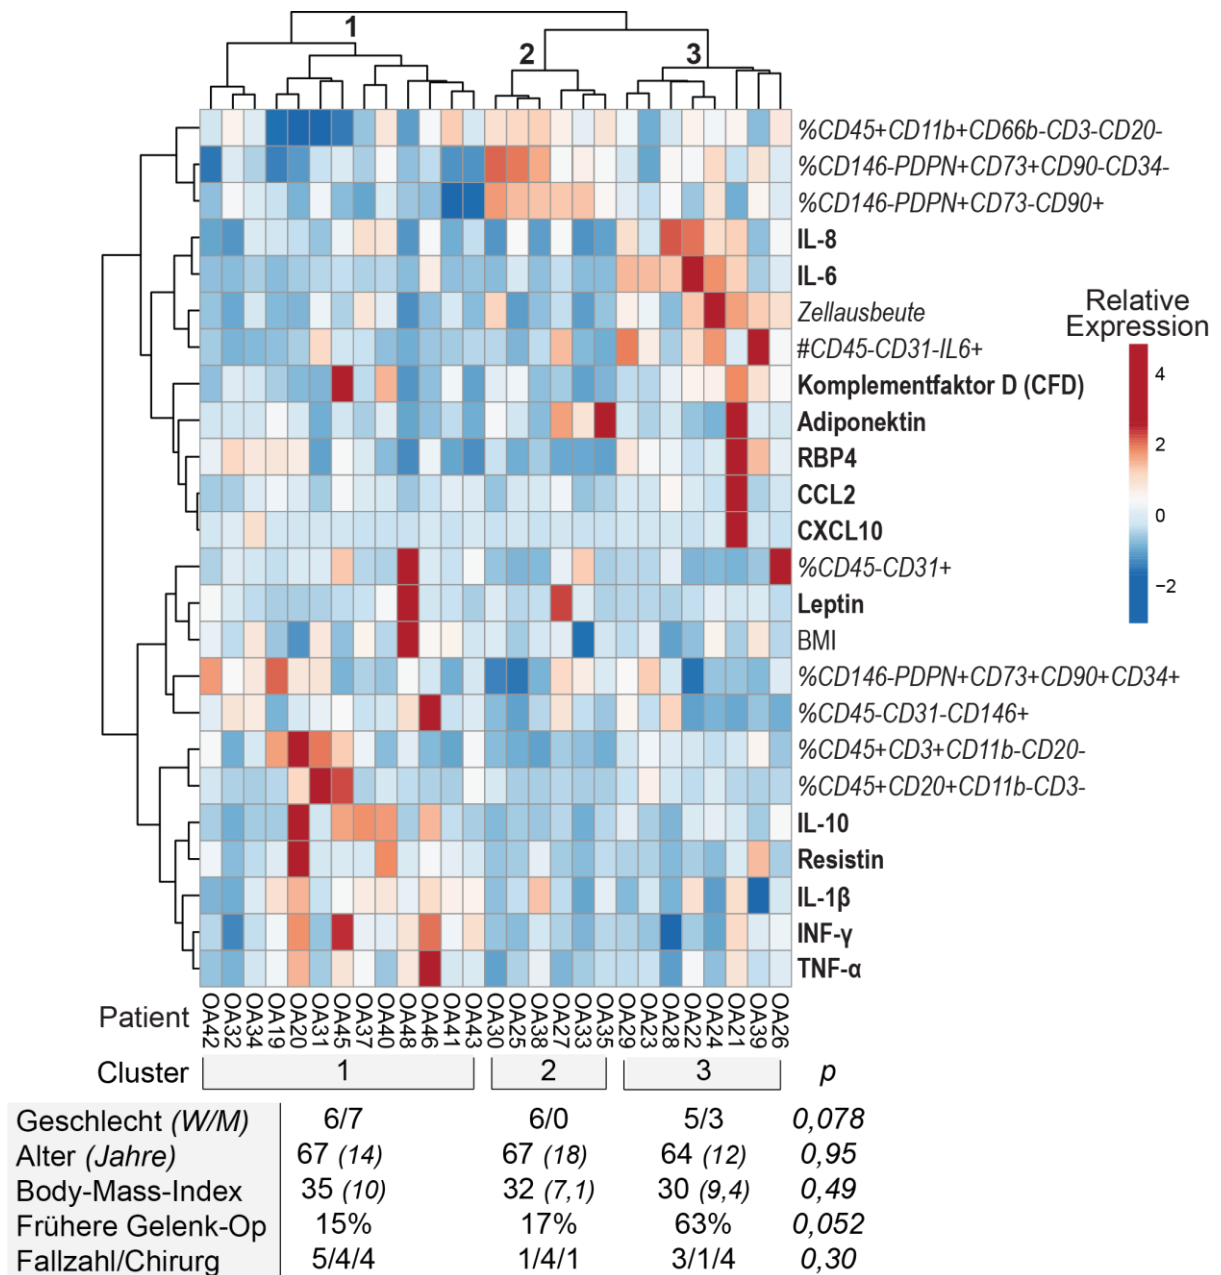 1
2
3
%CD45+CD11b+CD66b-CD3-CD20-
%CD146-PDPN+CD73+CD90-CD34-
%CD146-PDPN+CD73-CD90+
IL-8
IL-6
Zellausbeute
#CD45-CD31-IL6+
Komplementfaktor D (CFD)
Adiponektin
RBP4
CCL2
CXCL10
%CD45-CD31+
Leptin
BMI
%CD146-PDPN+CD73+CD90+CD34+
%CD45-CD31-CD146+
%CD45+CD3+CD11b-CD20-
%CD45+CD20+CD11b-CD3-
IL-10
Resistin
IL-1β
INF-γ
TNF-α
Relative
Expression
4
2
0
−2
Patient
OA42
OA32
OA34
OA19
OA20
OA31
OA45
OA37
OA40
OA48
OA46
OA41
OA43
OA30
OA25
OA38
OA27
OA33
OA35
OA29
OA23
OA28
OA22
OA24
OA21
OA39
OA26
Cluster 1 2 3 p
Geschlecht (W/M) 6/7 6/0 5/3 0,078
Alter (Jahre) 67 (14) 67 (18) 64 (12) 0,95
Body-Mass-Index 35 (10) 32 (7,1) 30 (9,4) 0,49
Frühere Gelenk-Op 15% 17% 63% 0,052
Fallzahl/Chirurg 5/4/4 1/4/1 3/1/4 0,30